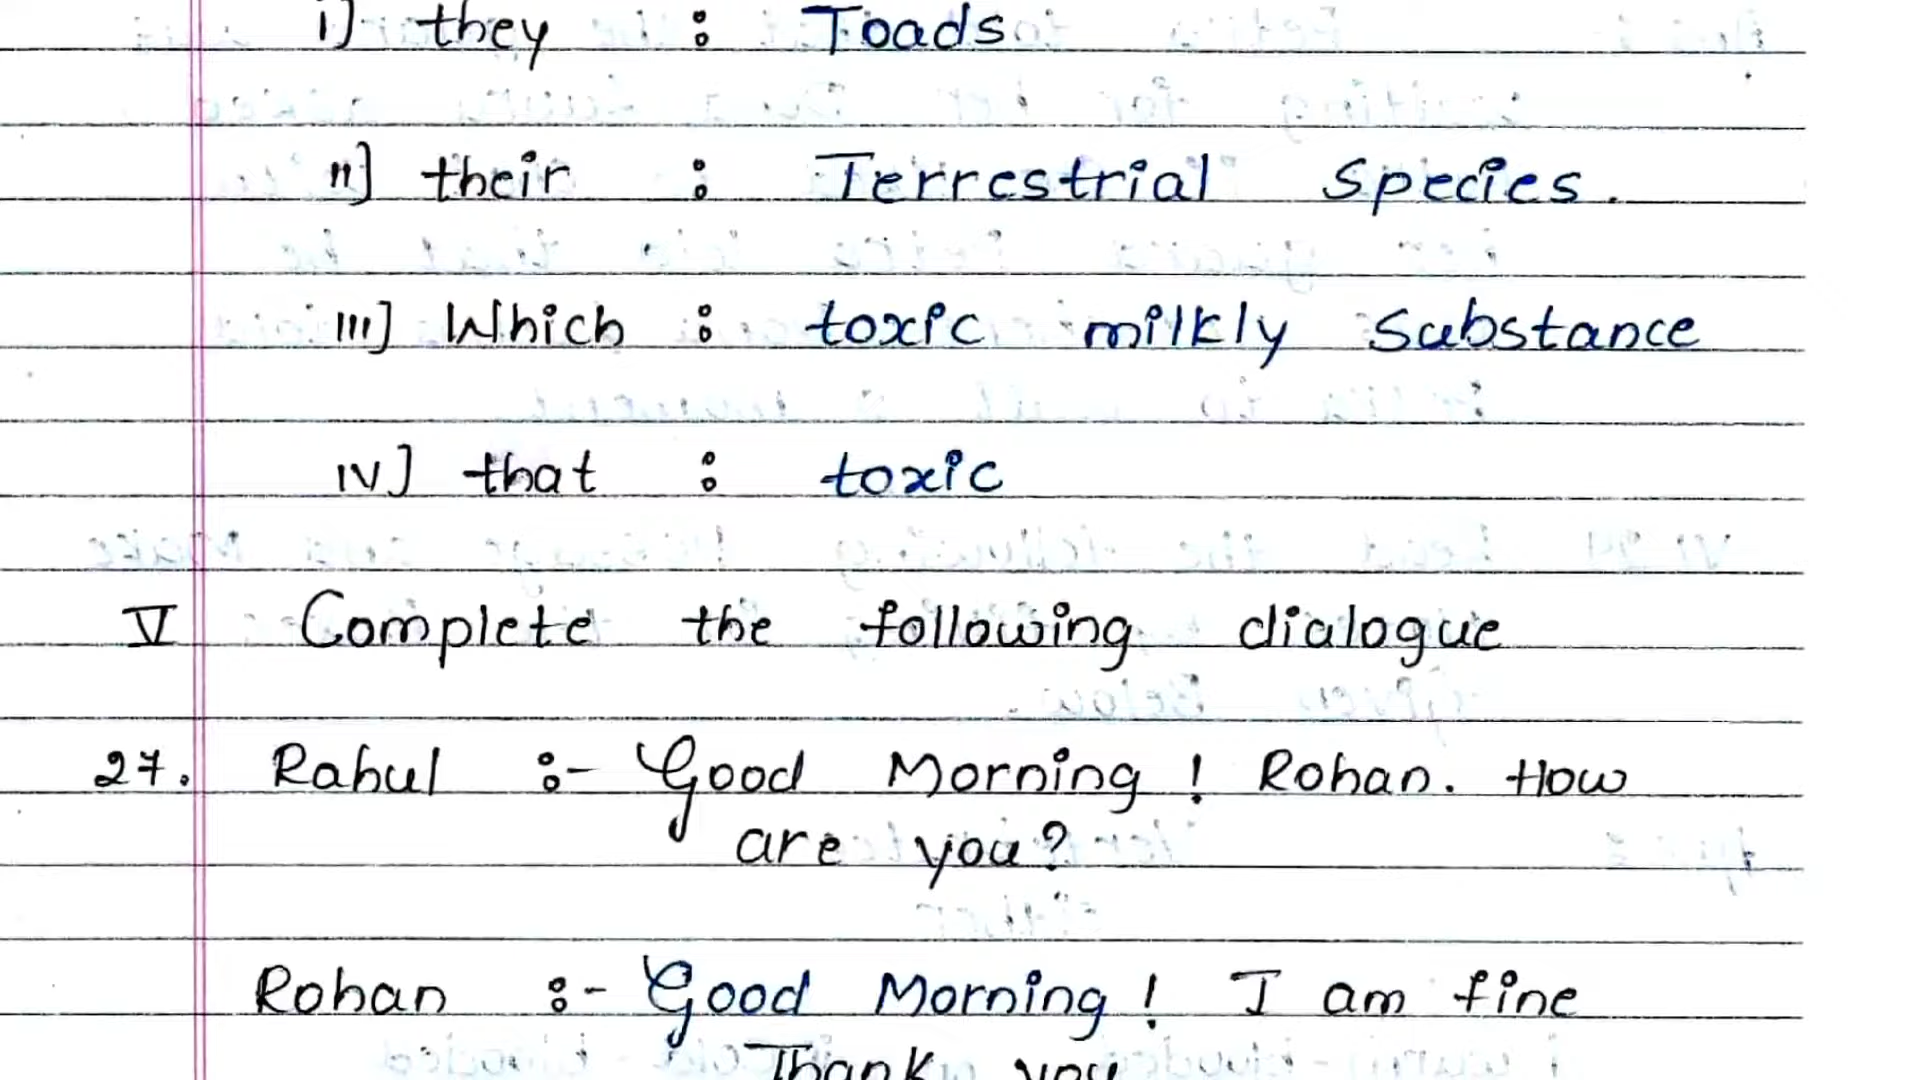 i] they : Toads
ii] their : Terrestrial Species.
iii] Which : toxic milkly Substance
iv] that : toxic
V Complete the following dialogue
27. Rahul :- Good Morning ! Rohan. How
are you?
Rohan :- Good Morning ! I am fine
Thank you